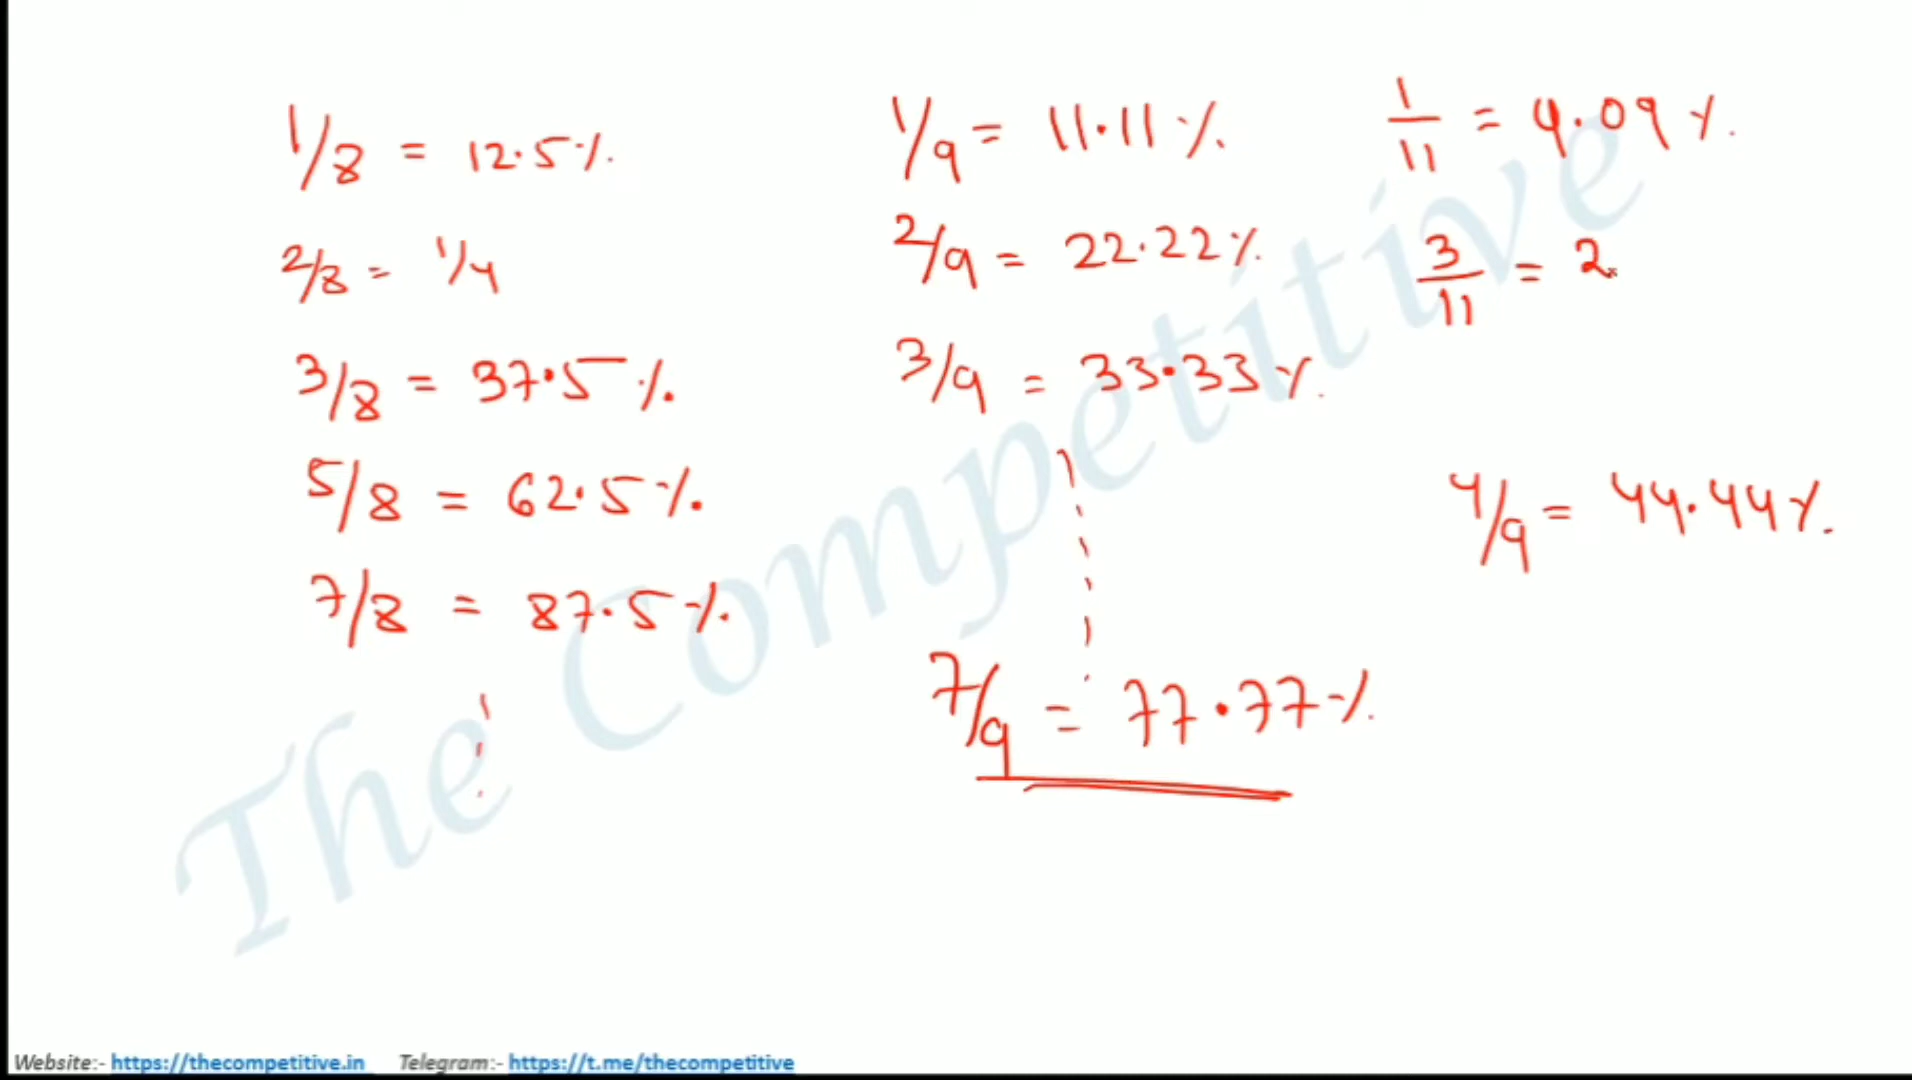 1/8 = 12.5%
2/8 = 1/4
3/8 = 37.5%
5/8 = 62.5%
7/8 = 87.5%
1/9 = 11.11%
2/9 = 22.22%
3/9 = 33.33%
7/9 = 77.77%
1/11 = 9.09%
3/11 = 2
4/9 = 44.44%
The Competitive
Website:- https://thecompetitive.in Telegram:- https://t.me/thecompetitive